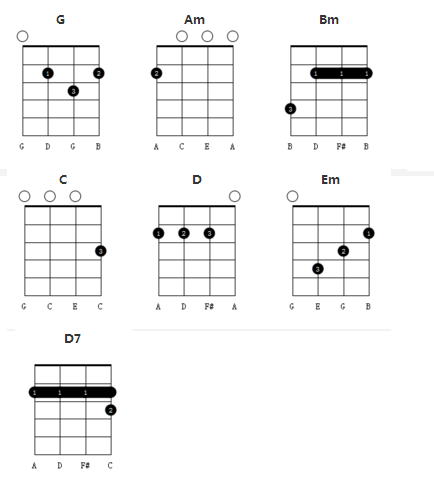 G Am Bm
1 2 2 1 1 1
3
3
G D G B A C E A B D F# B
C D Em
1 2 3 1
3 2
3
G C E C A D F# A G E G B
D7
1 1 1
2
A D F# C